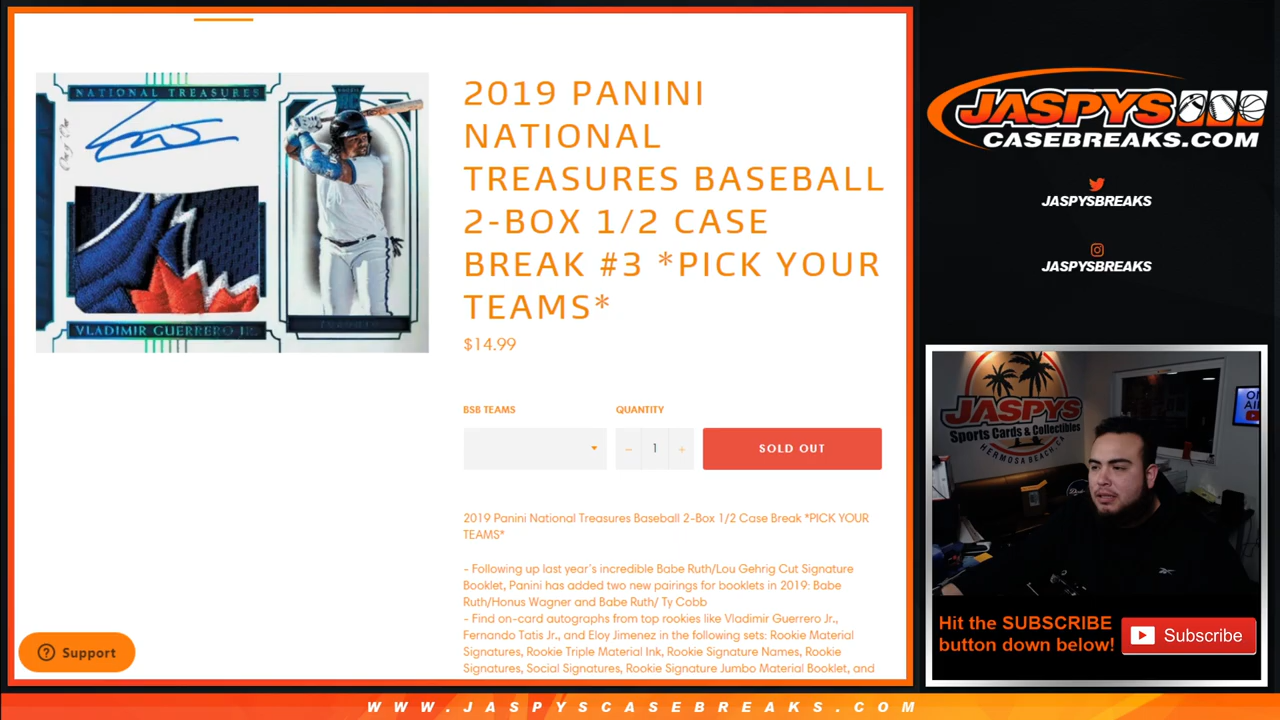 NATIONAL TREASURES
VLADIMIR GUERRERO JR.
2019 PANINI
NATIONAL
TREASURES BASEBALL
2-BOX 1/2 CASE
BREAK #3 *PICK YOUR
TEAMS*
$14.99
BSB TEAMS
QUANTITY
1
SOLD OUT
2019 Panini National Treasures Baseball 2-Box 1/2 Case Break *PICK YOUR
TEAMS*
- Following up last year's incredible Babe Ruth/Lou Gehrig Cut Signature
Booklet, Panini has added two new pairings for booklets in 2019: Babe
Ruth/Honus Wagner and Babe Ruth/ Ty Cobb
- Find on-card autographs from top rookies like Vladimir Guerrero Jr.,
Fernando Tatis Jr., and Eloy Jimenez in the following sets: Rookie Material
Signatures, Rookie Triple Material Ink, Rookie Signature Names, Rookie
Signatures, Social Signatures, Rookie Signature Jumbo Material Booklet, and
Support
JASPYS
CASEBREAKS.COM
JASPYSBREAKS
JASPYSBREAKS
JASPYS
Sports Cards & Collectibles
HERMOSA BEACH, CA
Hit the SUBSCRIBE
button down below!
Subscribe
WWW.JASPYSCASEBREAKS.COM